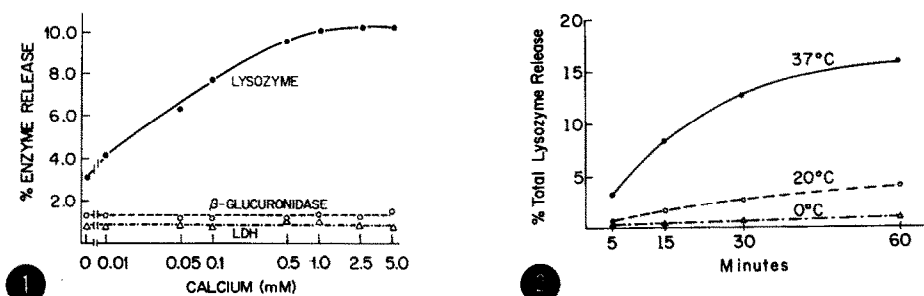 % ENZYME RELEASE
10.0
8.0
6.0
4.0
2.0
LYSOZYME
β-GLUCURONIDASE
LDH
0 0.01 0.05 0.1 0.5 1.0 2.5 5.0
CALCIUM (mM)
1
% Total Lysozyme Release
20
15
10
5
37°C
20°C
0°C
5 15 30 60
Minutes
2